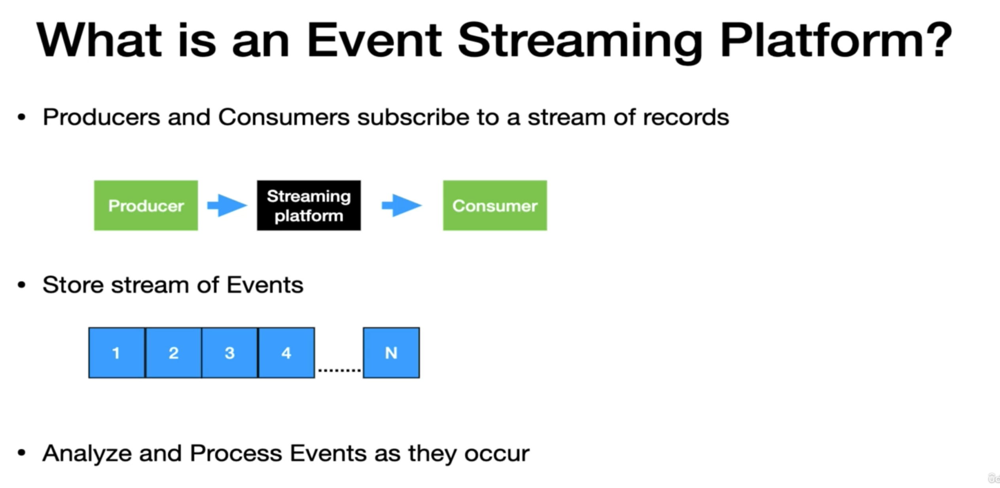 What is an Event Streaming Platform?
• Producers and Consumers subscribe to a stream of records
Producer
Streaming
platform
Consumer
• Store stream of Events
1 2 3 4 ........ N
• Analyze and Process Events as they occur